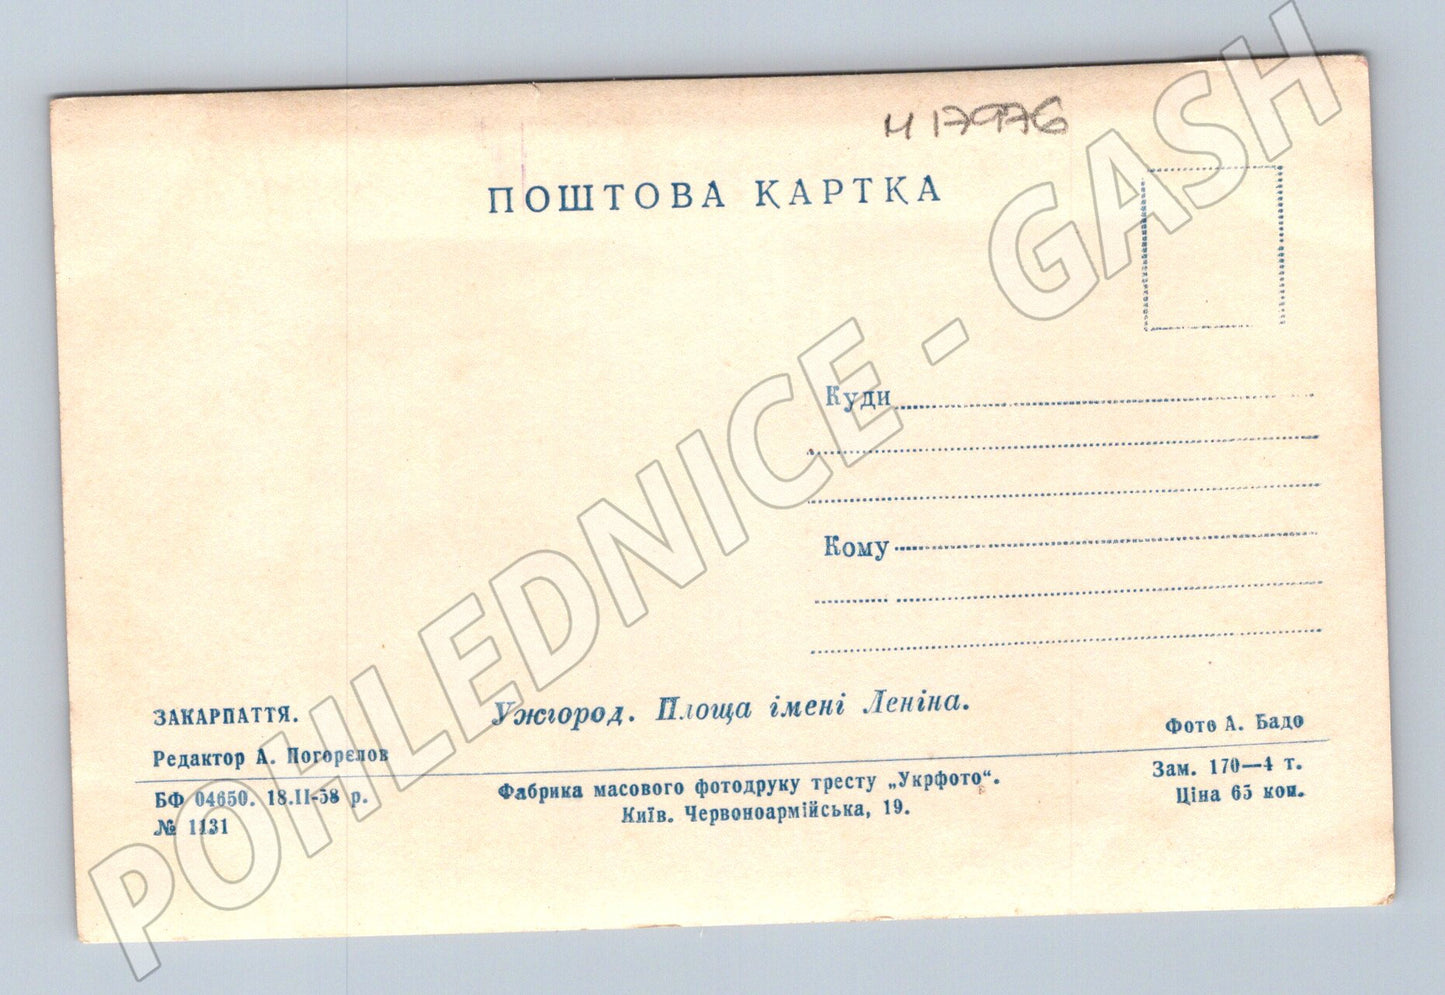 И 17976
ПОШТОВА КАРТКА
Куди
Кому
ЗАКАРПАТТЯ.
Ужгород. Площа імені Леніна.
Фото А. Бадо
Редактор А. Погорєлов
БФ 04650. 18.II-58 р.
№ 1131
Фабрика масового фотодруку тресту „Укрфото“.
Київ. Червоноармійська, 19.
Зам. 170—4 т.
Ціна 65 коп.
POHLEDNICE - GASH